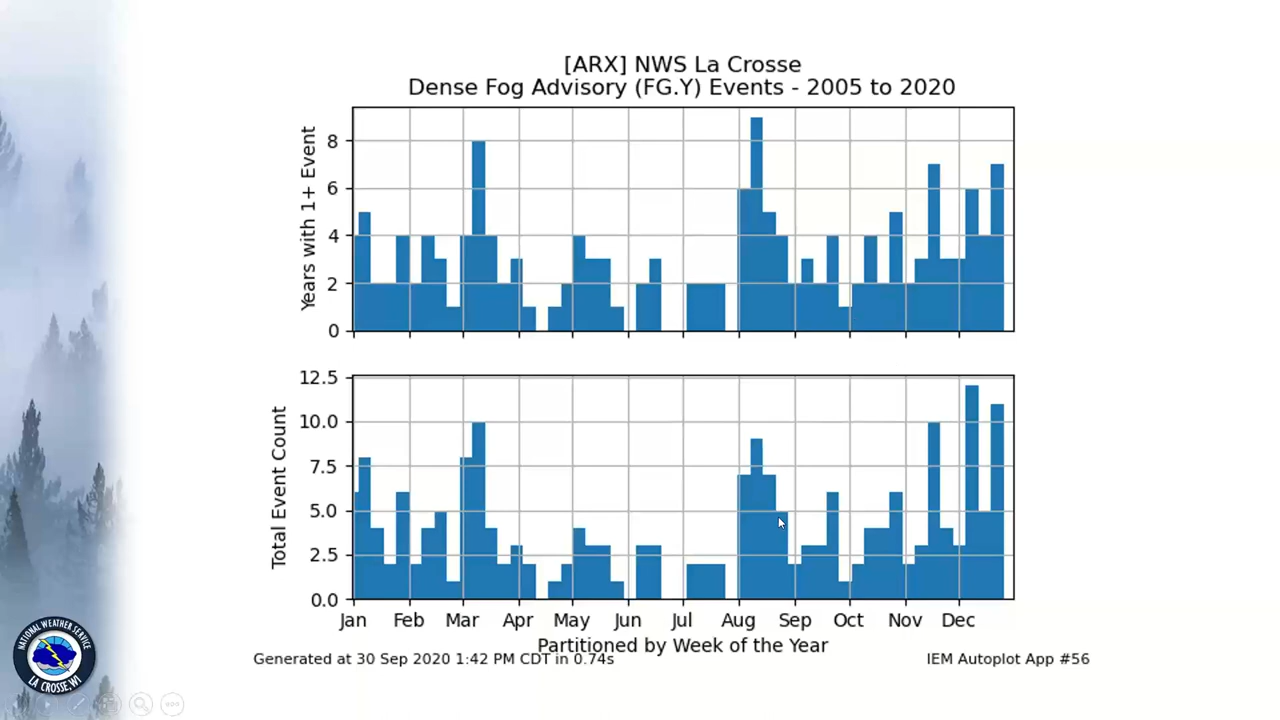 [ARX] NWS La Crosse
Dense Fog Advisory (FG.Y) Events - 2005 to 2020
Years with 1+ Event
8
6
4
2
0
Total Event Count
12.5
10.0
7.5
5.0
2.5
0.0
Jan Feb Mar Apr May Jun Jul Aug Sep Oct Nov Dec
Partitioned by Week of the Year
Generated at 30 Sep 2020 1:42 PM CDT in 0.74s
IEM Autoplot App #56
NATIONAL WEATHER SERVICE
LA CROSSE, WI